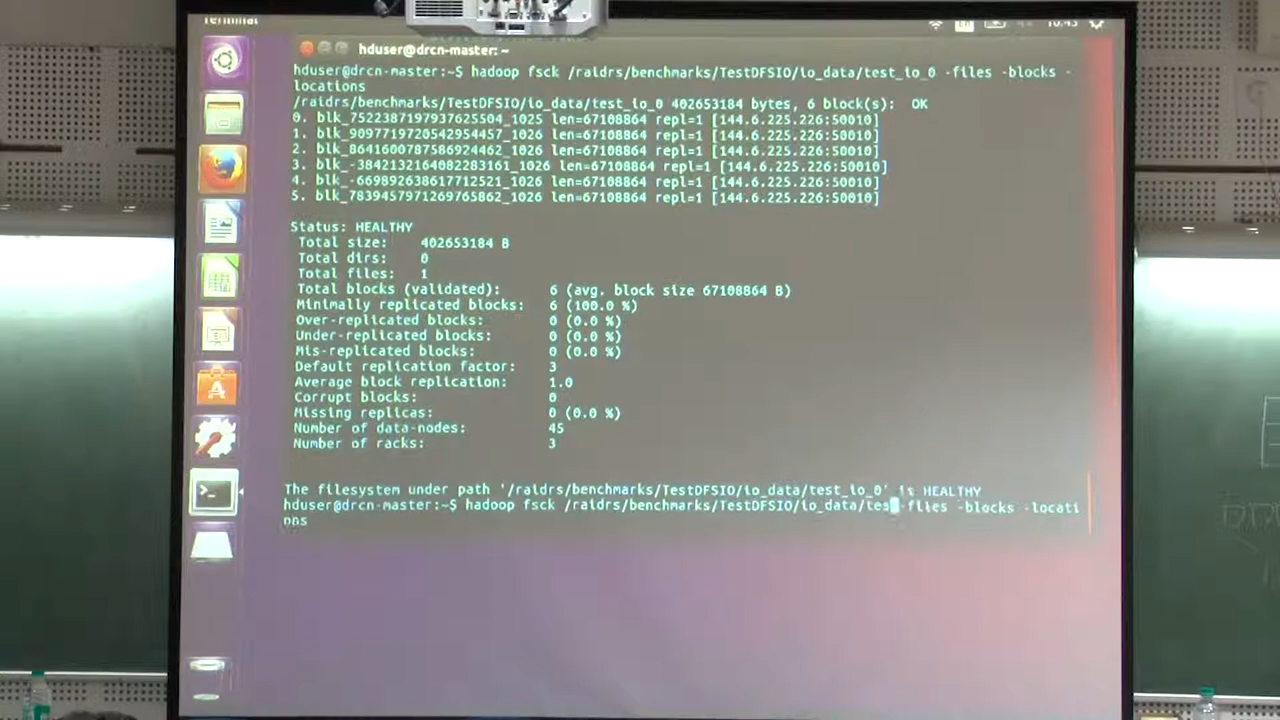 Terminal
hduser@drcn-master: ~
hduser@drcn-master:~$ hadoop fsck /raidrs/benchmarks/TestDFSIO/io_data/test_io_0 -files -blocks -
locations
/raidrs/benchmarks/TestDFSIO/io_data/test_io_0 402653184 bytes, 6 block(s):  OK
0. blk_7522387197937625504_1025 len=67108864 repl=1 [144.6.225.226:50010]
1. blk_9097719720542954457_1026 len=67108864 repl=1 [144.6.225.226:50010]
2. blk_8641600787586924462_1026 len=67108864 repl=1 [144.6.225.226:50010]
3. blk_-3842132164082283161_1026 len=67108864 repl=1 [144.6.225.226:50010]
4. blk_-669892638617712521_1026 len=67108864 repl=1 [144.6.225.226:50010]
5. blk_7839457971269765862_1026 len=67108864 repl=1 [144.6.225.226:50010]
Status: HEALTHY
Total size: 402653184 B
Total dirs: 0
Total files: 1
Total blocks (validated): 6 (avg. block size 67108864 B)
Minimally replicated blocks: 6 (100.0 %)
Over-replicated blocks: 0 (0.0 %)
Under-replicated blocks: 0 (0.0 %)
Mis-replicated blocks: 0 (0.0 %)
Default replication factor: 3
Average block replication: 1.0
Corrupt blocks: 0
Missing replicas: 0 (0.0 %)
Number of data-nodes: 45
Number of racks: 3
The filesystem under path '/raidrs/benchmarks/TestDFSIO/io_data/test_io_0' is HEALTHY
hduser@drcn-master:~$ hadoop fsck /raidrs/benchmarks/TestDFSIO/io_data/tes -files -blocks -locati
ons